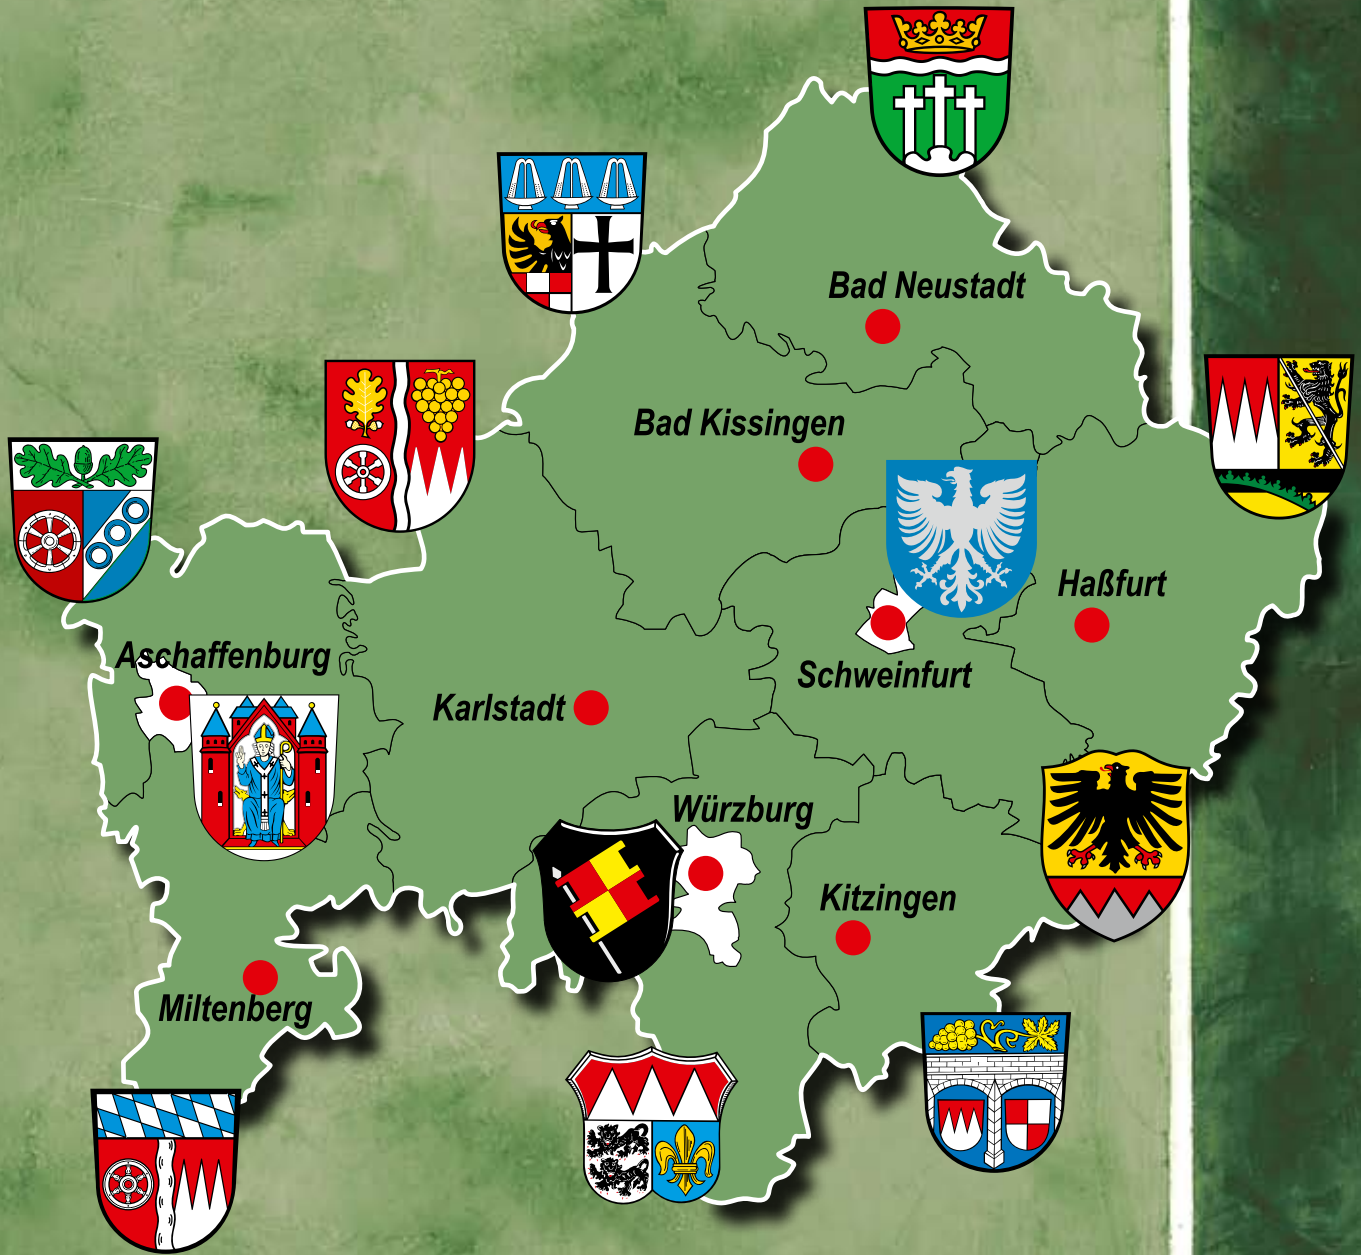 Bad Neustadt
Bad Kissingen
Haßfurt
Aschaffenburg
Schweinfurt
Karlstadt
Würzburg
Kitzingen
Miltenberg